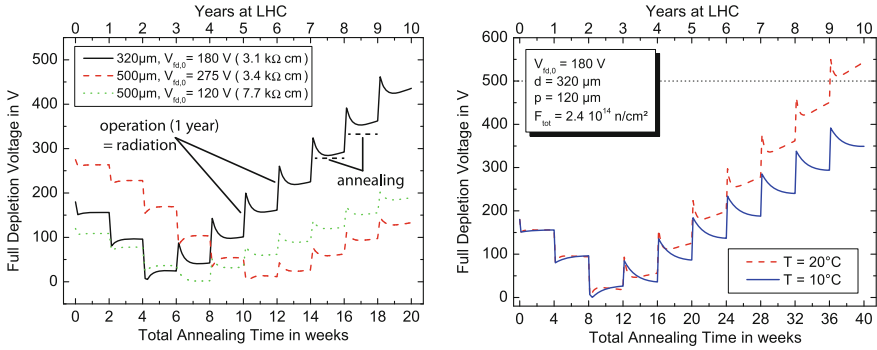 Years at LHC
0 1 2 3 4 5 6 7 8 9 10
500
400
300
200
100
0
Full Depletion Voltage in V
320µm, V_fd,0 = 180 V ( 3.1 kΩ cm)
500µm, V_fd,0 = 275 V ( 3.4 kΩ cm)
500µm, V_fd,0 = 120 V ( 7.7 kΩ cm)
operation (1 year)
= radiation
annealing
0 2 4 6 8 10 12 14 16 18 20
Total Annealing Time in weeks
Years at LHC
0 1 2 3 4 5 6 7 8 9 10
600
500
400
300
200
100
0
Full Depletion Voltage in V
V_fd,0 = 180 V
d = 320 µm
p = 120 µm
F_tot = 2.4 10¹⁴ n/cm²
T = 20°C
T = 10°C
0 4 8 12 16 20 24 28 32 36 40
Total Annealing Time in weeks